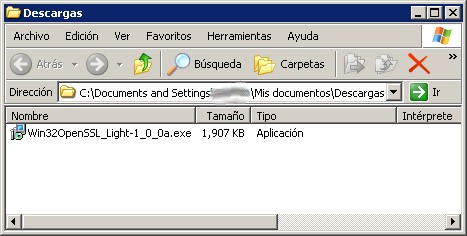 Descargas
Archivo Edición Ver Favoritos Herramientas Ayuda
Atrás Búsqueda Carpetas »
Dirección C:\Documents and Settings\ \Mis documentos\Descargas Ir
Nombre Tamaño Tipo Intérprete
Win32OpenSSL_Light-1_0_0a.exe 1,907 KB Aplicación